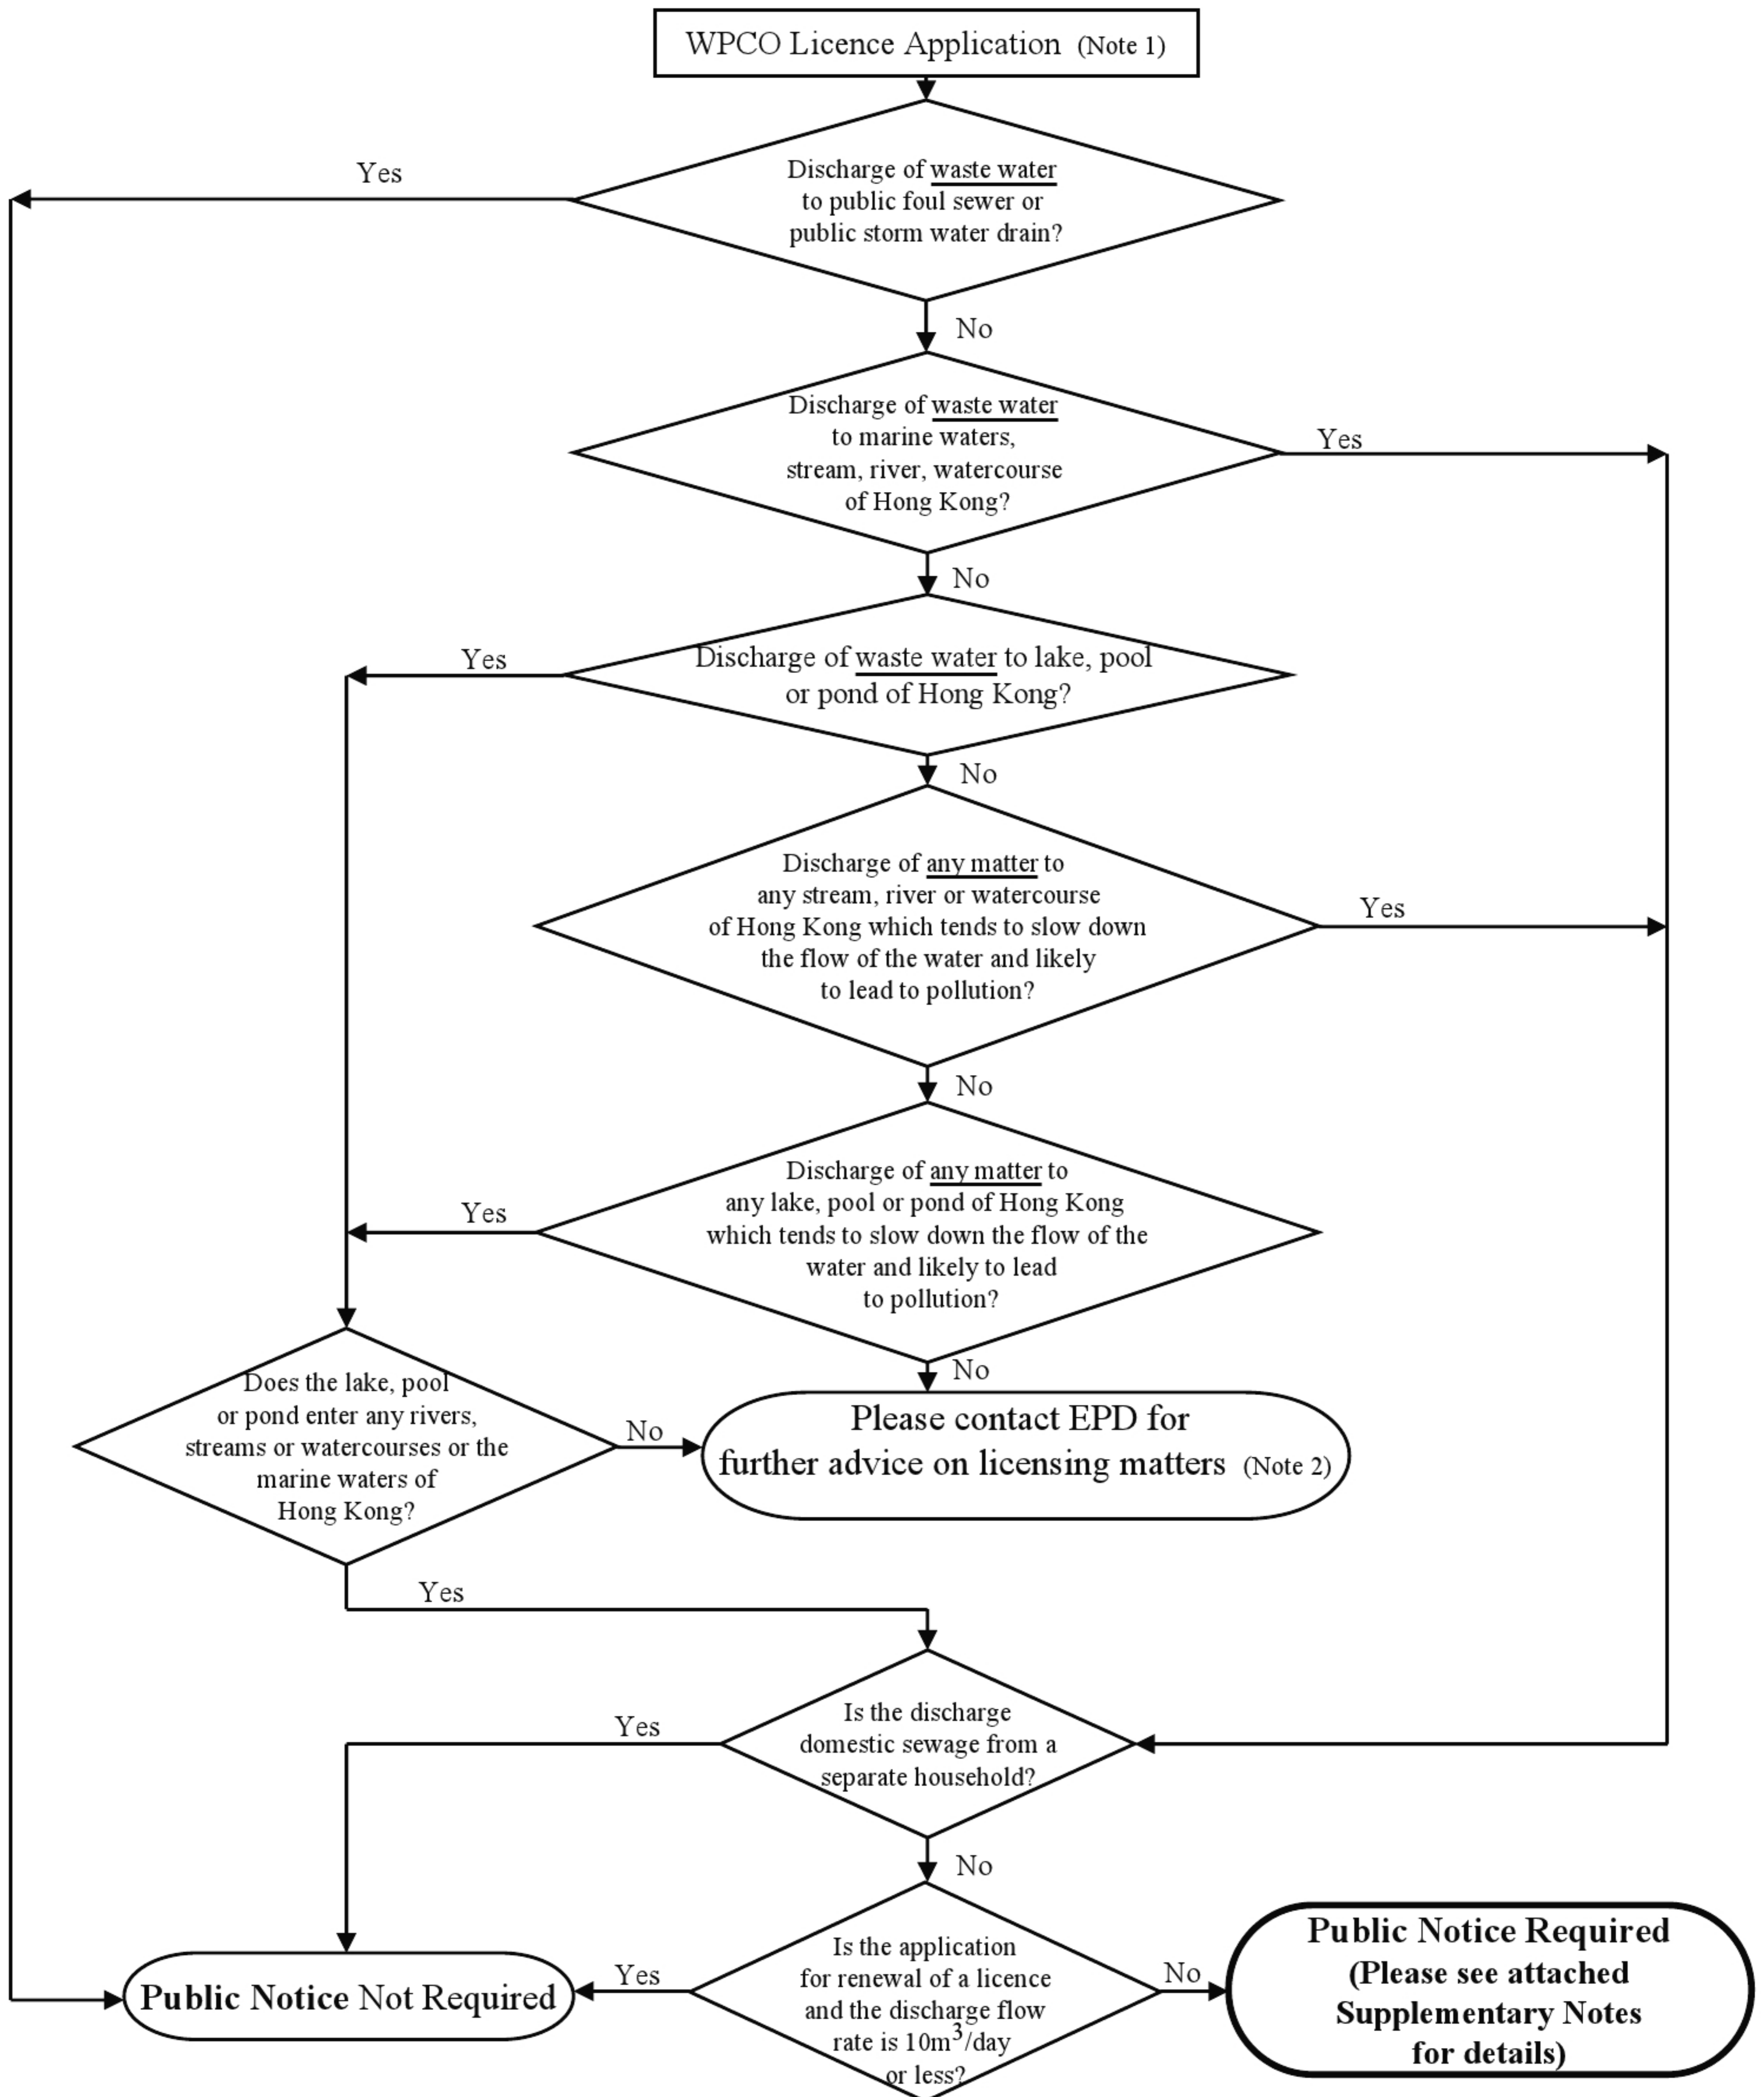 WPCO Licence Application (Note 1)
Discharge of waste water
to public foul sewer or
public storm water drain?
Yes
No
Discharge of waste water
to marine waters,
stream, river, watercourse
of Hong Kong?
Yes
No
Discharge of waste water to lake, pool
or pond of Hong Kong?
Yes
No
Discharge of any matter to
any stream, river or watercourse
of Hong Kong which tends to slow down
the flow of the water and likely
to lead to pollution?
Yes
No
Discharge of any matter to
any lake, pool or pond of Hong Kong
which tends to slow down the flow of the
water and likely to lead
to pollution?
Yes
No
Does the lake, pool
or pond enter any rivers,
streams or watercourses or the
marine waters of
Hong Kong?
No
Please contact EPD for
further advice on licensing matters (Note 2)
Yes
Is the discharge
domestic sewage from a
separate household?
Yes
No
Is the application
for renewal of a licence
and the discharge flow
rate is 10m³/day
or less?
Yes
No
Public Notice Not Required
Public Notice Required
(Please see attached
Supplementary Notes
for details)